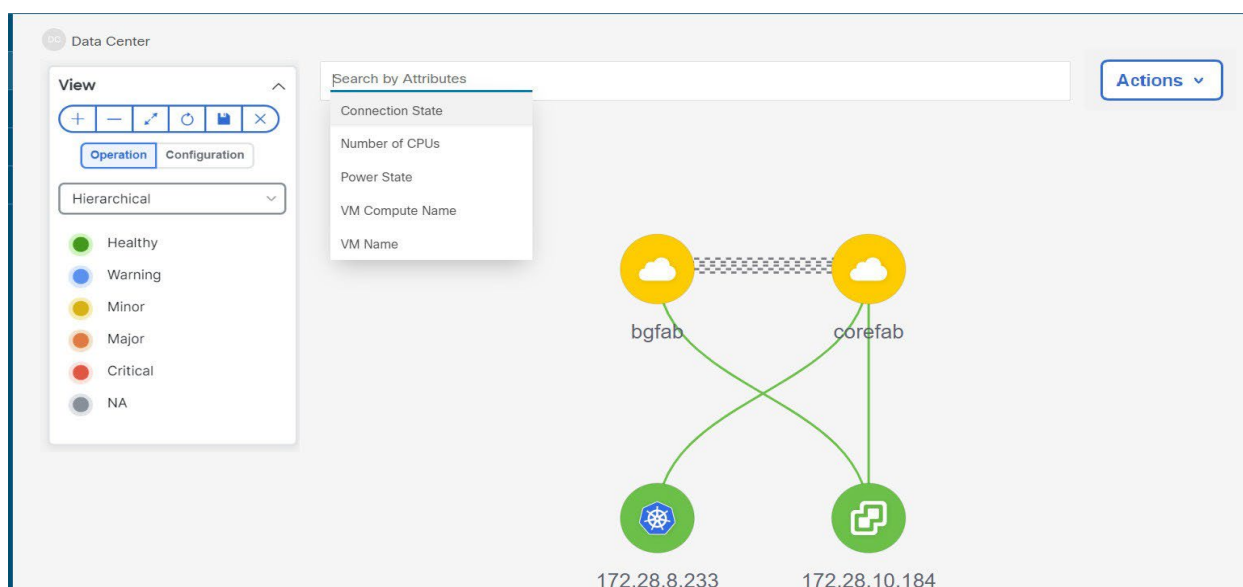 DC Data Center
View
Search by Attributes
Actions
Connection State
Operation Configuration
Number of CPUs
Hierarchical
Power State
VM Compute Name
VM Name
Healthy
Warning
Minor
Major
Critical
NA
bgfab
corefab
172.28.8.233
172.28.10.184